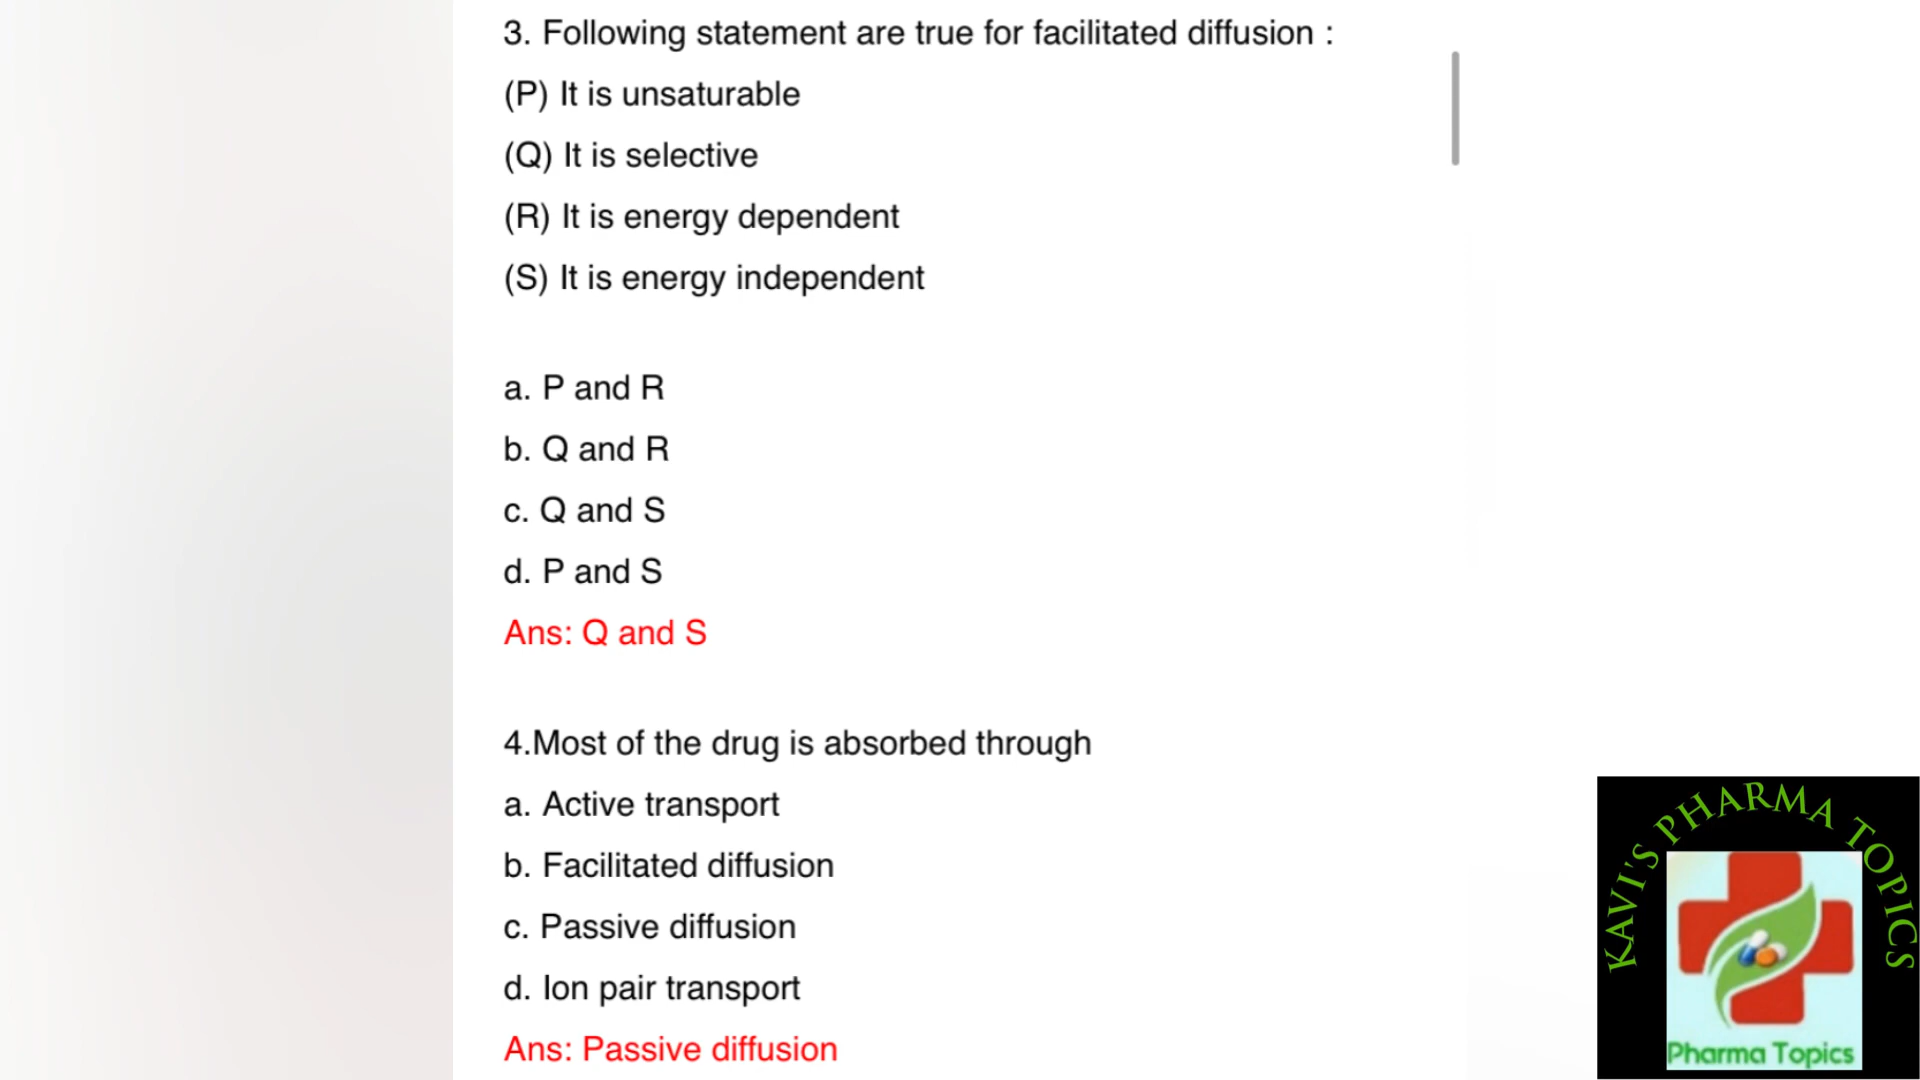 3. Following statement are true for facilitated diffusion :
(P) It is unsaturable
(Q) It is selective
(R) It is energy dependent
(S) It is energy independent
a. P and R
b. Q and R
c. Q and S
d. P and S
Ans: Q and S
4.Most of the drug is absorbed through
a. Active transport
b. Facilitated diffusion
c. Passive diffusion
d. Ion pair transport
Ans: Passive diffusion
KAVI'S PHARMA TOPICS
Pharma Topics